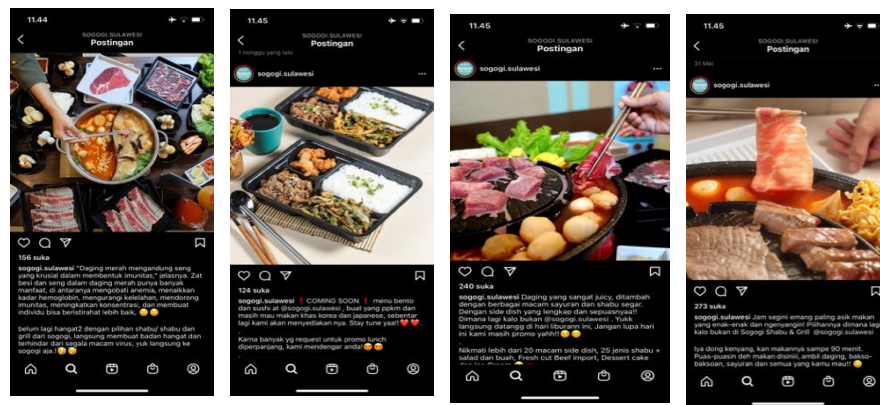 11.44
SOGOGI.SULAWESI
Postingan
156 suka
sogogi.sulawesi "Daging merah mengandung seng
yang krusial dalam membentuk imunitas," jelasnya. Zat
besi dan seng dalam daging merah punya banyak
manfaat, di antaranya mengobati anemia, menaikkan
kadar hemoglobin, mengurangi kelelahan, mendorong
imunitas, meningkatkan konsentrasi, dan membuat
individu bisa beristirahat lebih baik, 😊😊
belum lagi hangat2 dengan pilihan shabu/ shabu dan
grill dari sogogi, langsung membuat badan hangat dan
terhindar dari segala macam virus, yuk langsung ke
sogogi aja!😋😋
11.45
SOGOGI.SULAWESI
Postingan
1 minggu yang lalu
sogogi.sulawesi
124 suka
sogogi.sulawesi ❗COMING SOON❗ menu bento
dan sushi at @sogogi.sulawesi , buat yang ppkm dan
masih mau makan khas korea dan japanese, sebentar
lagi kami akan menyediakan nya. Stay tune yaa!!❤️❤️.
.
Karna banyak yg request untuk promo lunch
diperpanjang, kami mendengar anda!😍😍
11.45
SOGOGI.SULAWESI
Postingan
sogogi.sulawesi
240 suka
sogogi.sulawesi Daging yang sangat juicy, ditambah
dengan berbagai macam sayuran dan shabu segar.
Dengan side dish yang lengkap dan sepuasnya!!
Dimana lagi kalo bukan @sogogi.sulawesi . Yukk
langsung datangg di hari liburann ini, Jangan lupa hari
ini kami masih promo yahh!!😊😊
.
Nikmati lebih dari 20 macam side dish, 25 jenis shabu +
salad dan buah, Fresh cut Beef import, Dessert cake
11.45
SOGOGI.SULAWESI
Postingan
31 Mei
sogogi.sulawesi
273 suka
sogogi.sulawesi Jam segini emang paling asik makan
yang enak-enak dan ngenyangin! Pilihannya dimana lagi
kalo bukan di Sogogi Shabu & Grill @sogogi.sulawesi
Iya dong kenyang, kan makannya sampe 90 menit.
Puas-puasin deh makan disinii, ambil daging, bakso-
baksoan, sayuran dan semua yang kamu mau!! 😉